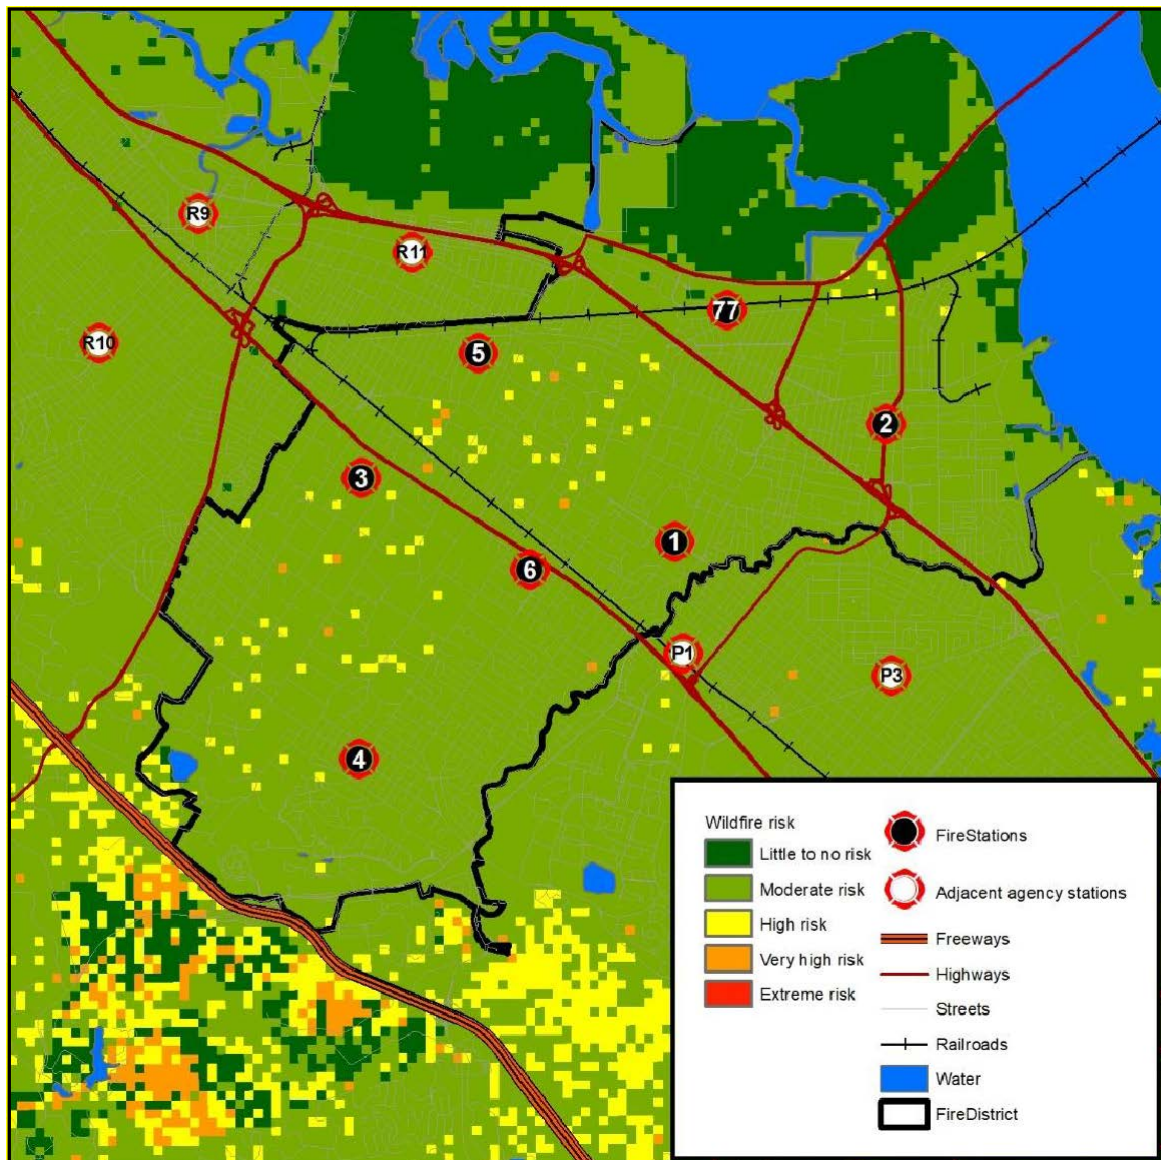 R9
R11
77
R10
5
2
3
1
6
P1
P3
4
Wildfire risk
Little to no risk
Moderate risk
High risk
Very high risk
Extreme risk
FireStations
Adjacent agency stations
Freeways
Highways
Streets
Railroads
Water
FireDistrict